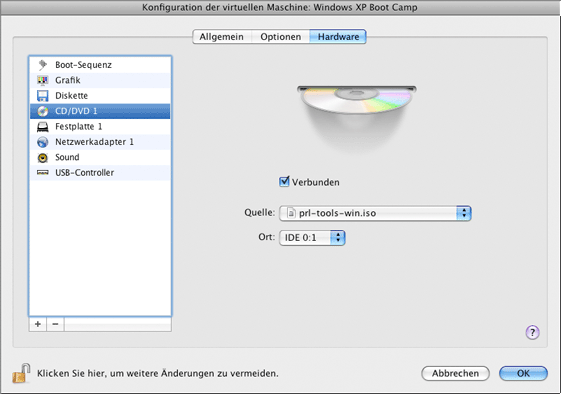 Konfiguration der virtuellen Maschine: Windows XP Boot Camp
Allgemein Optionen Hardware
Boot-Sequenz
Grafik
Diskette
CD/DVD 1
Festplatte 1
Netzwerkadapter 1
Sound
USB-Controller
Verbunden
Quelle: prl-tools-win.iso
Ort: IDE 0:1
+ −
?
Klicken Sie hier, um weitere Änderungen zu vermeiden.
Abbrechen OK